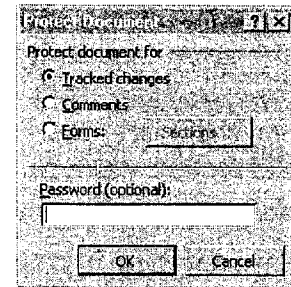 Protect Document
Protect document for
Tracked changes
Comments
Forms:
Sections...
Password (optional):
OK
Cancel